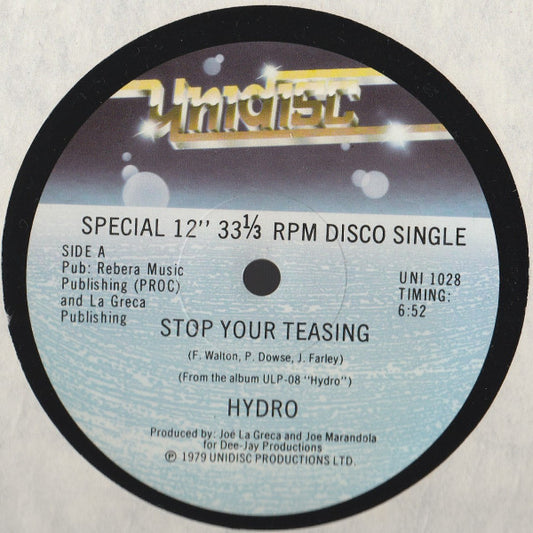 Unidisc
SPECIAL 12" 33⅓ RPM DISCO SINGLE
SIDE A
Pub: Rebera Music
Publishing (PROC)
and La Greca
Publishing
UNI 1028
TIMING:
6:52
STOP YOUR TEASING
(F. Walton, P. Dowse, J. Farley)
(From the album ULP-08 "Hydro")
HYDRO
Produced by: Joe La Greca and Joe Marandola
for Dee-Jay Productions
℗ 1979 UNIDISC PRODUCTIONS LTD.